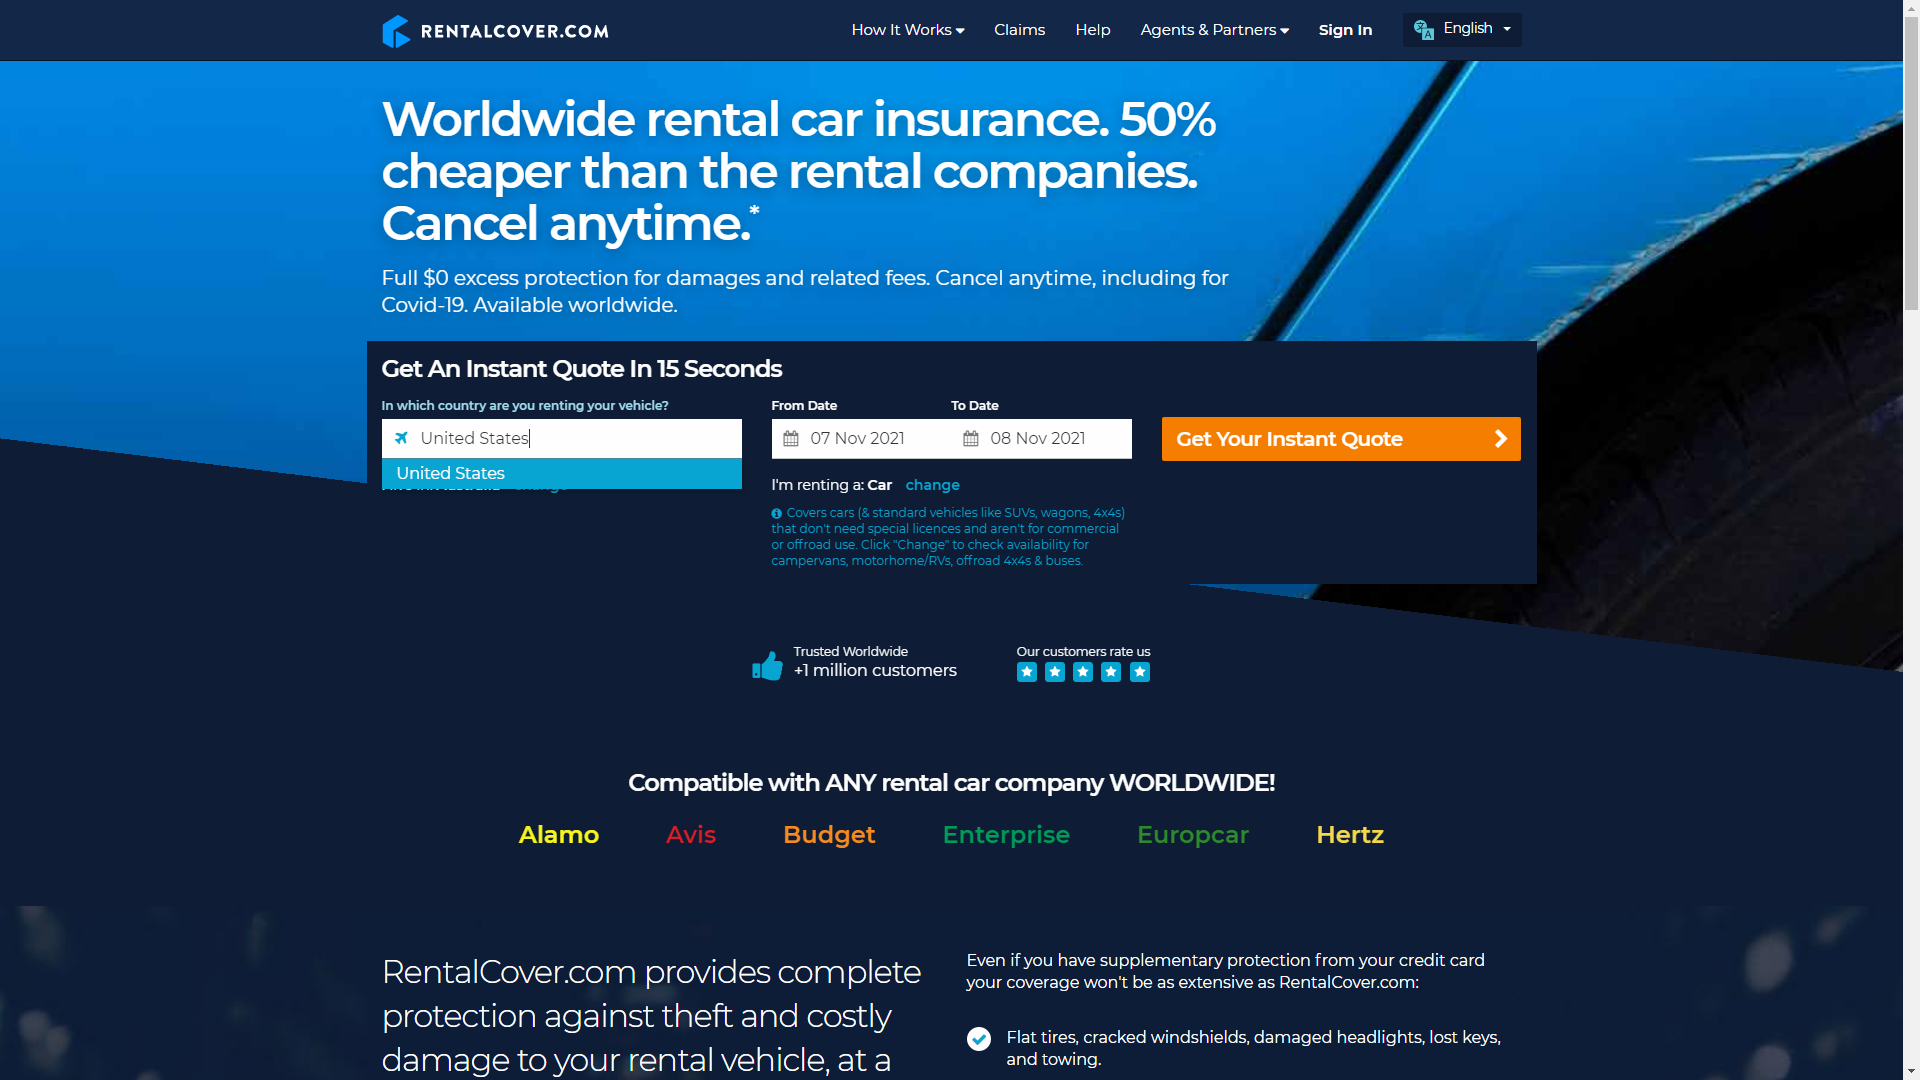 RENTALCOVER.COM
How It Works
Claims
Help
Agents & Partners
Sign In
English
Worldwide rental car insurance. 50%
cheaper than the rental companies.
Cancel anytime.*
Full $0 excess protection for damages and related fees. Cancel anytime, including for
Covid-19. Available worldwide.
Get An Instant Quote In 15 Seconds
In which country are you renting your vehicle?
From Date
To Date
United States
07 Nov 2021
08 Nov 2021
Get Your Instant Quote
United States
I'm renting a: Car change
Covers cars (& standard vehicles like SUVs, wagons, 4x4s)
that don't need special licences and aren't for commercial
or offroad use. Click "Change" to check availability for
campervans, motorhome/RVs, offroad 4x4s & buses.
Trusted Worldwide
+1 million customers
Our customers rate us
Compatible with ANY rental car company WORLDWIDE!
Alamo
Avis
Budget
Enterprise
Europcar
Hertz
RentalCover.com provides complete
protection against theft and costly
damage to your rental vehicle, at a
Even if you have supplementary protection from your credit card
your coverage won't be as extensive as RentalCover.com:
Flat tires, cracked windshields, damaged headlights, lost keys,
and towing.